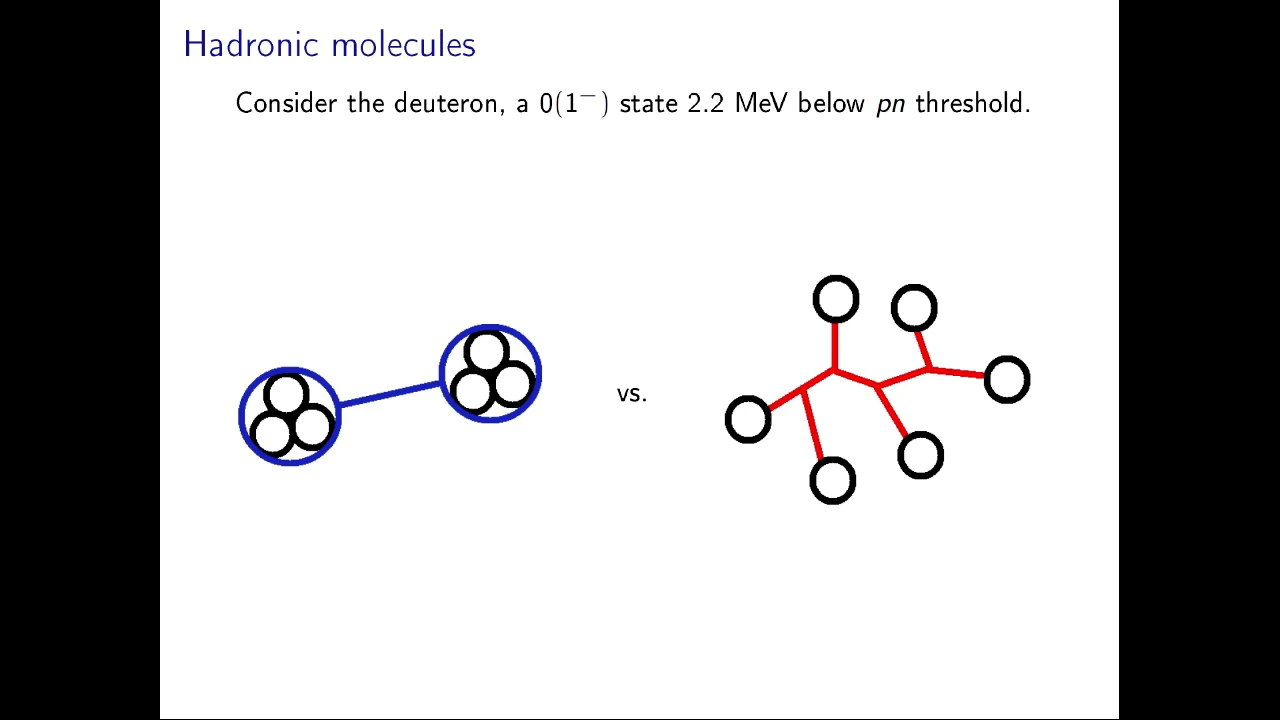 Hadronic molecules
Consider the deuteron, a 0(1⁻) state 2.2 MeV below pn threshold.
vs.